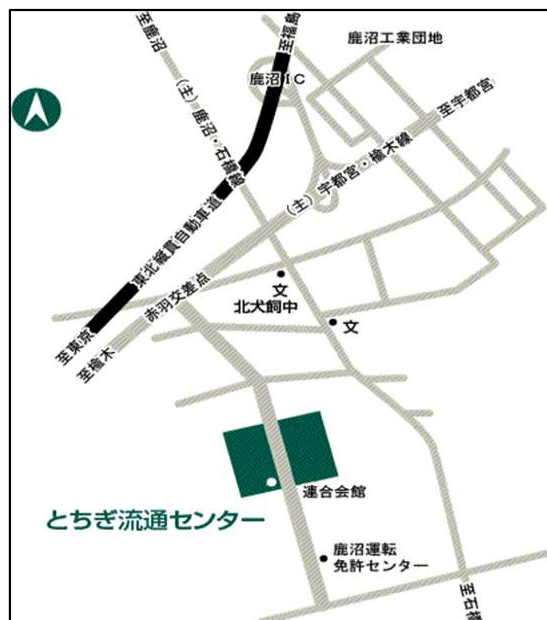 至鹿沼
至福島
鹿沼工業団地
鹿沼IC
至宇都宮
(主)鹿沼・石橋線
(主)宇都宮・楡木線
東北縦貫自動車道
赤羽交差点
文
北犬飼中
文
至東京
至楡木
連合会館
とちぎ流通センター
鹿沼運転
免許センター
至石橋